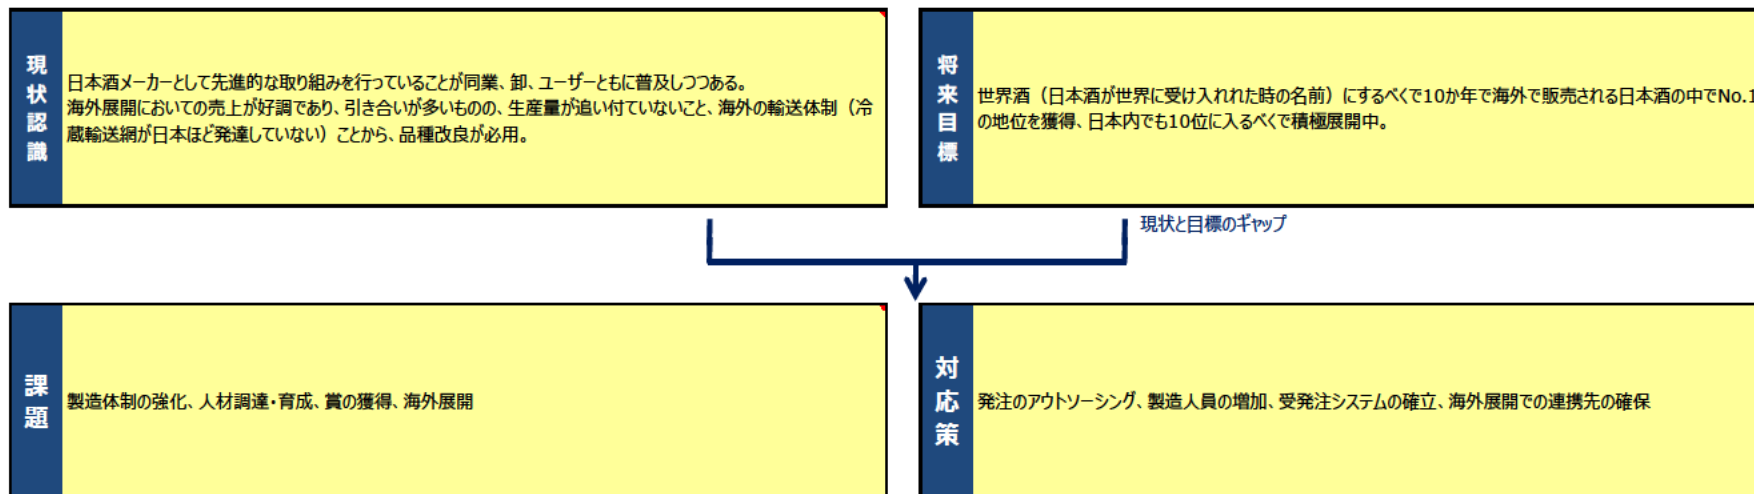 現状認識
日本酒メーカーとして先進的な取り組みを行っていることが同業、卸、ユーザーともに普及しつつある。
海外展開においての売上が好調であり、引き合いが多いものの、生産量が追い付ていないこと、海外の輸送体制（冷
蔵輸送網が日本ほど発達していない）ことから、品種改良が必用。
将来目標
世界酒（日本酒が世界に受け入れれた時の名前）にするべくで10か年で海外で販売される日本酒の中でNo.1
の地位を獲得、日本内でも10位に入るべくで積極展開中。
現状と目標のギャップ
課題
製造体制の強化、人材調達・育成、賞の獲得、海外展開
対応策
発注のアウトソーシング、製造人員の増加、受発注システムの確立、海外展開での連携先の確保